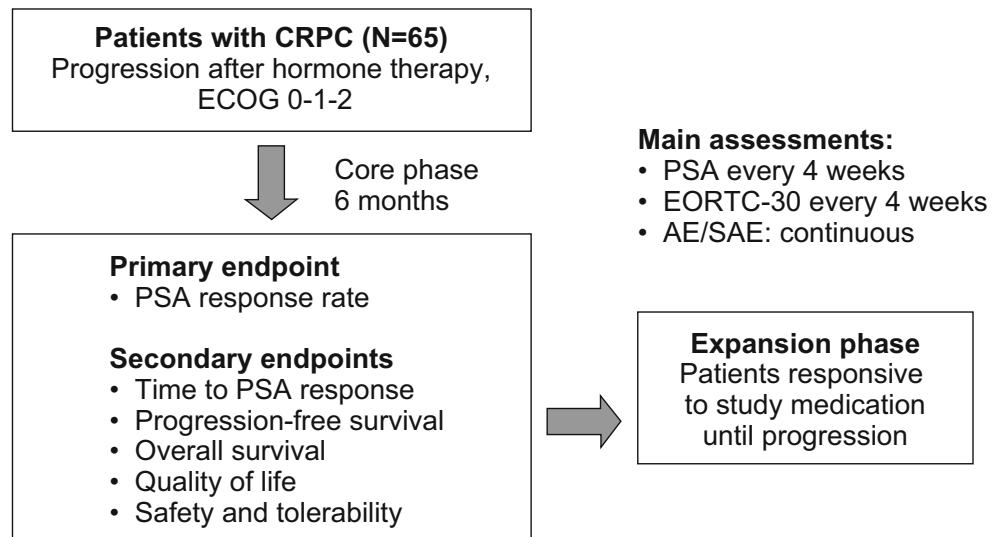 Patients with CRPC (N=65)
Progression after hormone therapy,
ECOG 0-1-2
Core phase
6 months
Main assessments:
• PSA every 4 weeks
• EORTC-30 every 4 weeks
• AE/SAE: continuous
Primary endpoint
• PSA response rate
Secondary endpoints
• Time to PSA response
• Progression-free survival
• Overall survival
• Quality of life
• Safety and tolerability
Expansion phase
Patients responsive
to study medication
until progression